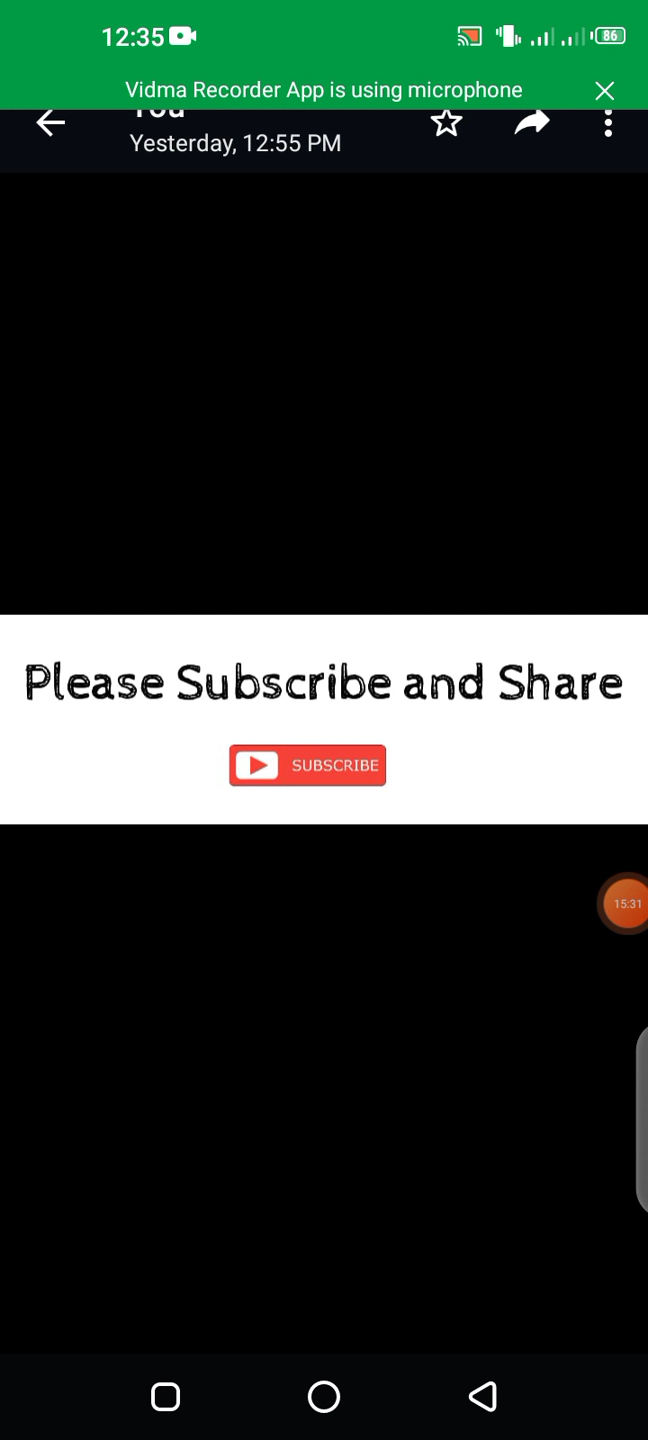 12:35
86
Vidma Recorder App is using microphone
You
Yesterday, 12:55 PM
Please Subscribe and Share
SUBSCRIBE
15:31